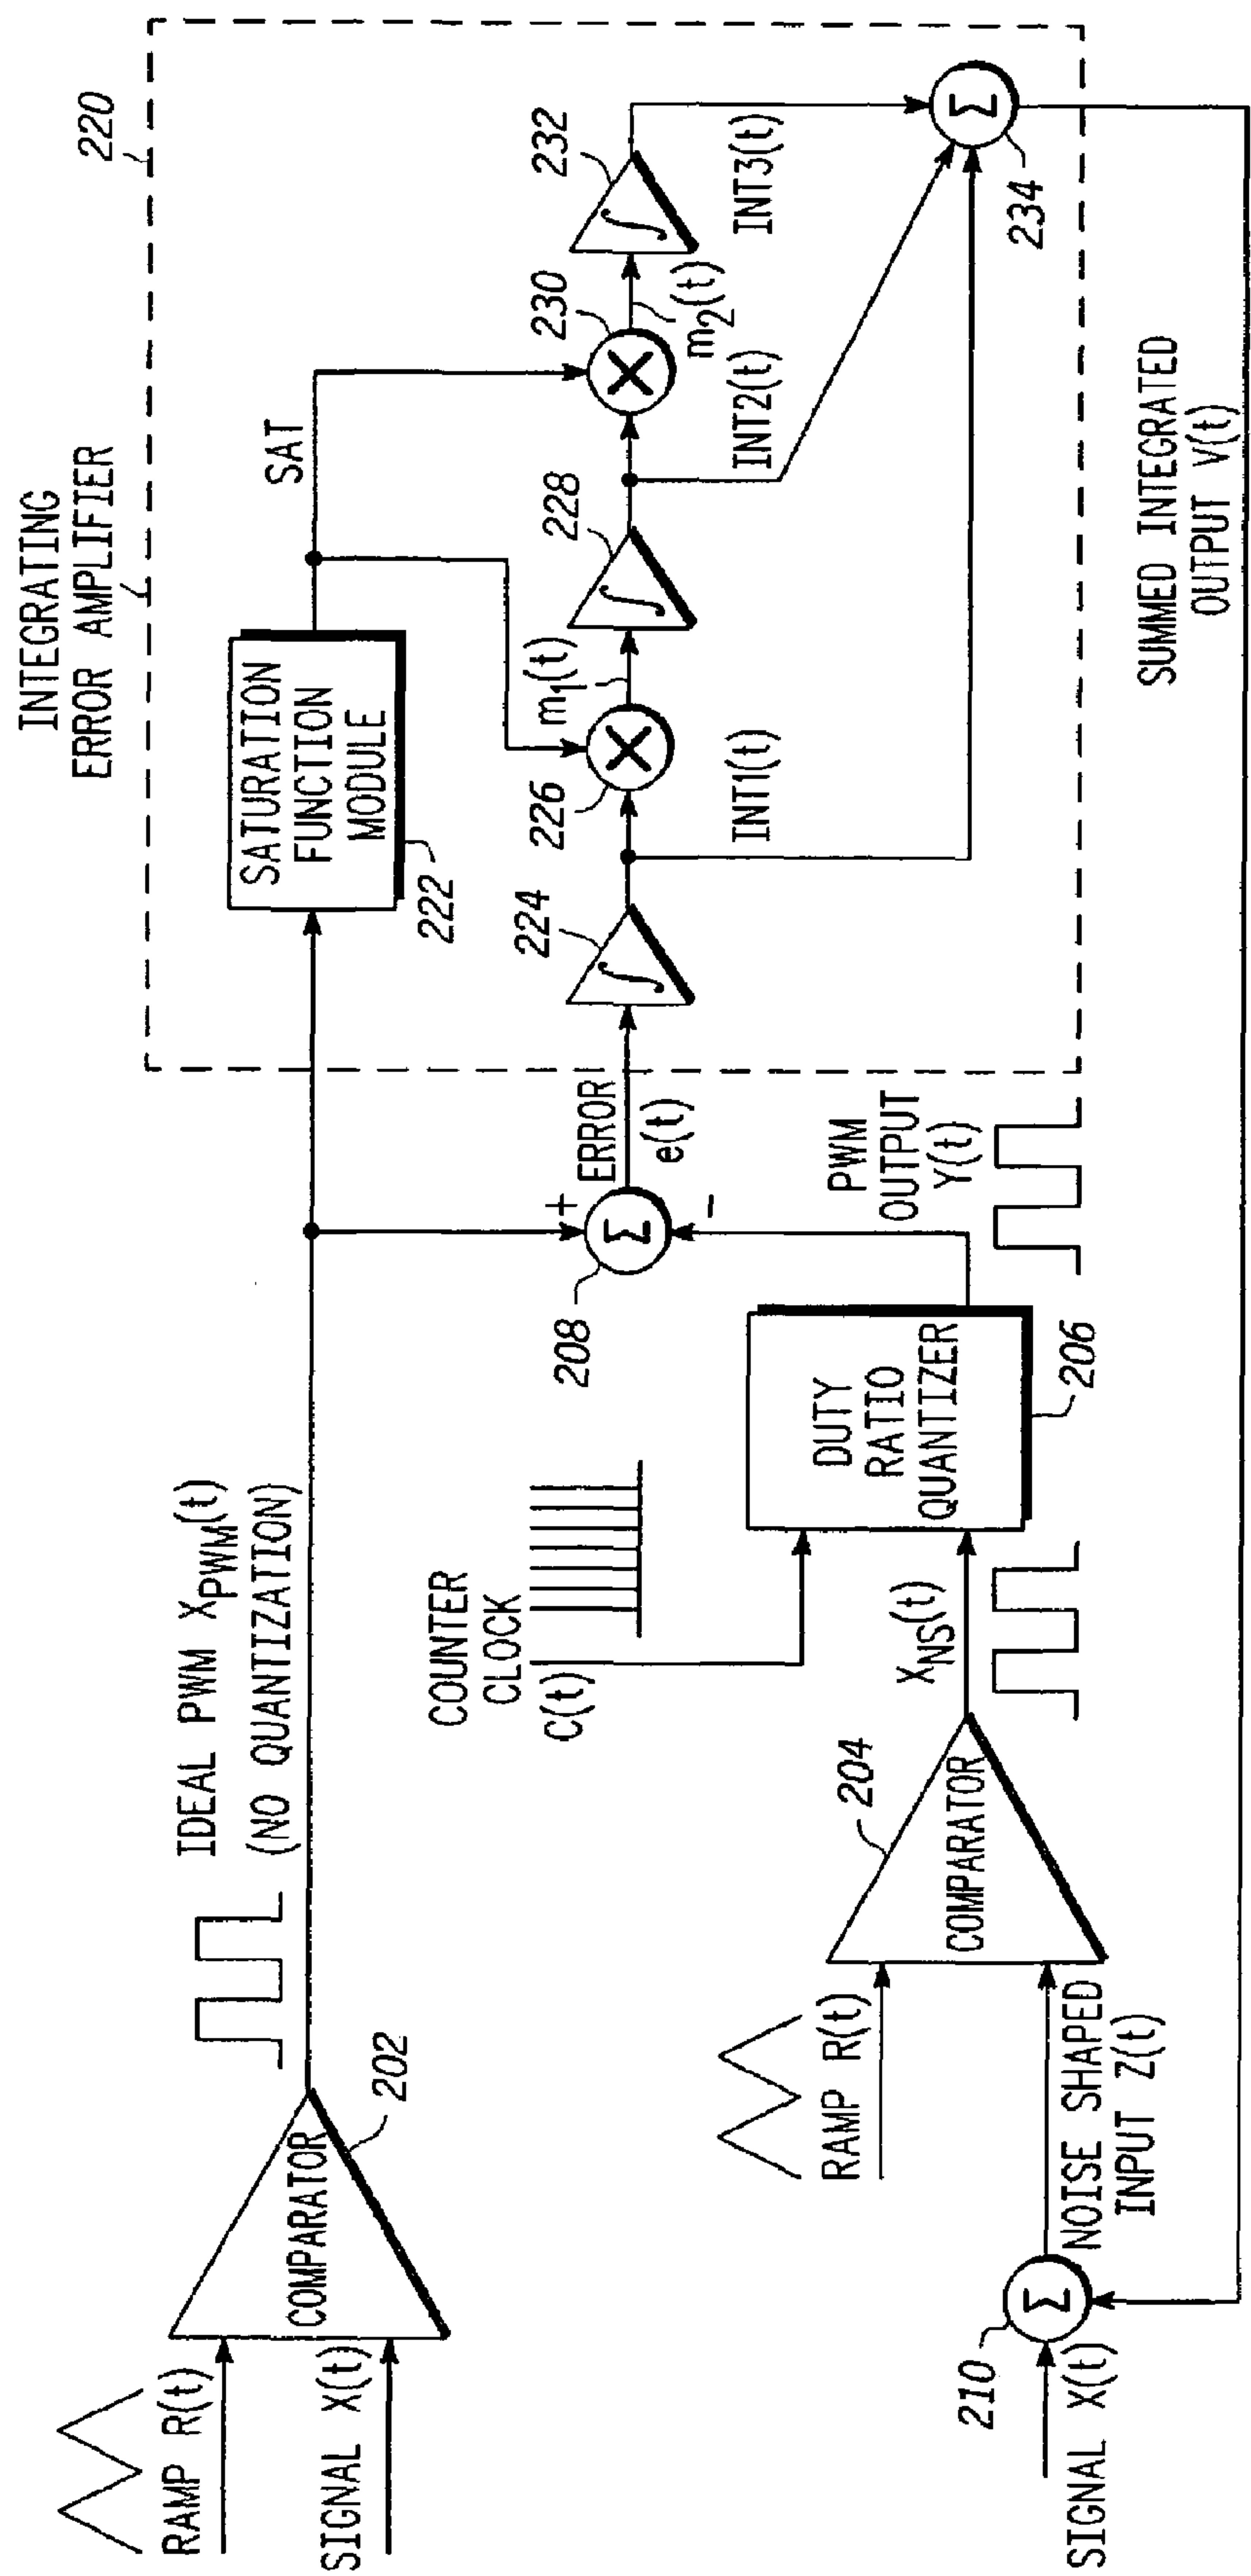 INTEGRATING
ERROR AMPLIFIER
220
RAMP R(t)
SIGNAL X(t)
COMPARATOR
202
IDEAL PWM XPWM(t)
(NO QUANTIZATION)
SATURATION
FUNCTION
MODULE
222
SAT
COUNTER
CLOCK
C(t)
Σ
208
+
-
ERROR
e(t)
∫
224
×
226
m1(t)
∫
228
×
230
m2(t)
∫
232
INT1(t)
INT2(t)
INT3(t)
Σ
234
RAMP R(t)
COMPARATOR
204
XNS(t)
DUTY
RATIO
QUANTIZER
206
PWM
OUTPUT
Y(t)
SIGNAL X(t)
Σ
210
NOISE SHAPED
INPUT Z(t)
SUMMED INTEGRATED
OUTPUT V(t)